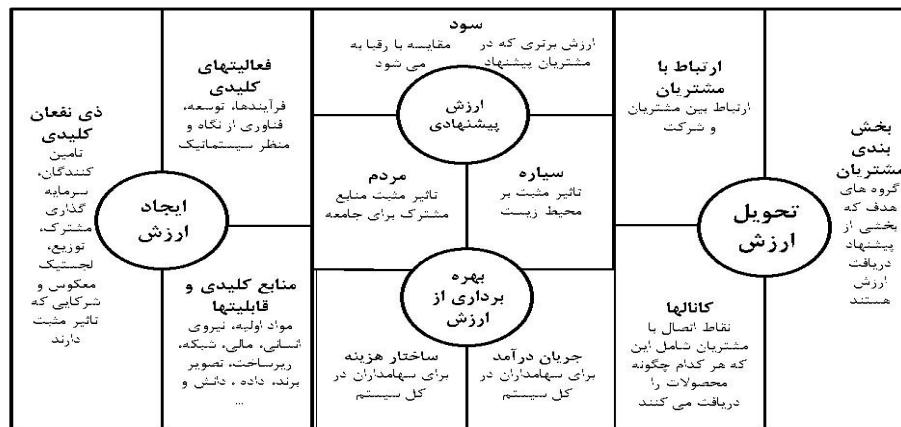 بخش
بندی
مشتریان
گروه های
هدف که
بخشی از
پیشنهاد
دریافت
ارزش
هستند
ارتباط با
مشتریان
ارتباط بین مشتریان
و شرکت
تحویل
ارزش
کانالها
نقاط اتصال با
مشتریان شامل این
که هر کدام چگونه
محصولات را
دریافت می کنند
سود
ارزش برتری که در مقایسه با رقبا به
مشتریان پیشنهاد می شود
ارزش
پیشنهادی
سیاره
تاثیر مثبت بر
محیط زیست
مردم
تاثیر مثبت منابع
مشترک برای جامعه
بهره
برداری از
ارزش
جریان درآمد
برای سهامداران در
کل سیستم
ساختار هزینه
برای سهامداران در
کل سیستم
فعالیتهای
کلیدی
فرآیندها، توسعه،
فناوری از نگاه و
منظر سیستماتیک
ایجاد
ارزش
منابع کلیدی و
قابلیتها
مواد اولیه، نیروی
انسانی، مالی، شبکه،
زیرساخت، تصویر
برند، داده ، دانش و
...
ذی نفعان
کلیدی
تامین
کنندگان،
سرمایه
گذاری
مشترک،
توزیع،
لجستیک
معکوس و
شرکایی که
تاثیر مثبت
دارند